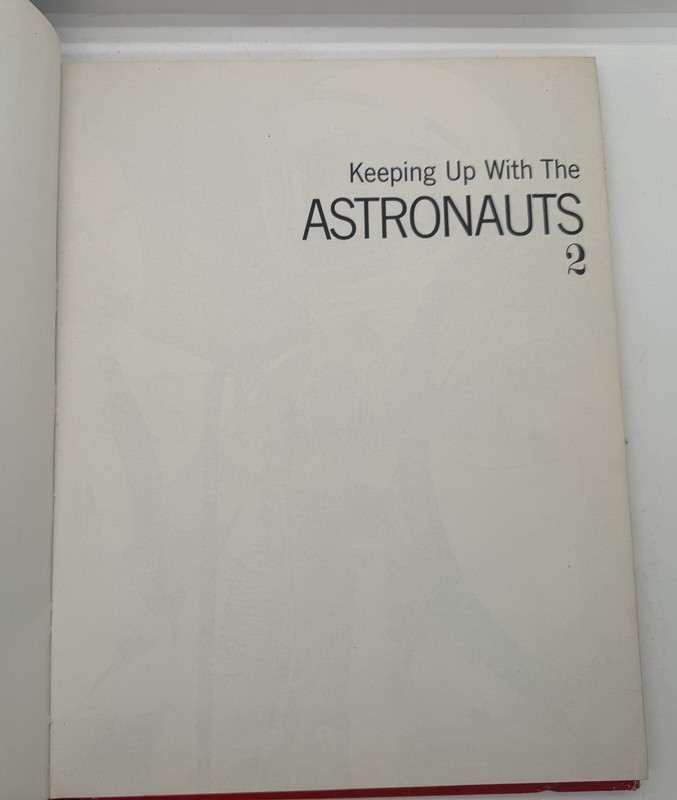 Keeping Up With The
ASTRONAUTS
2